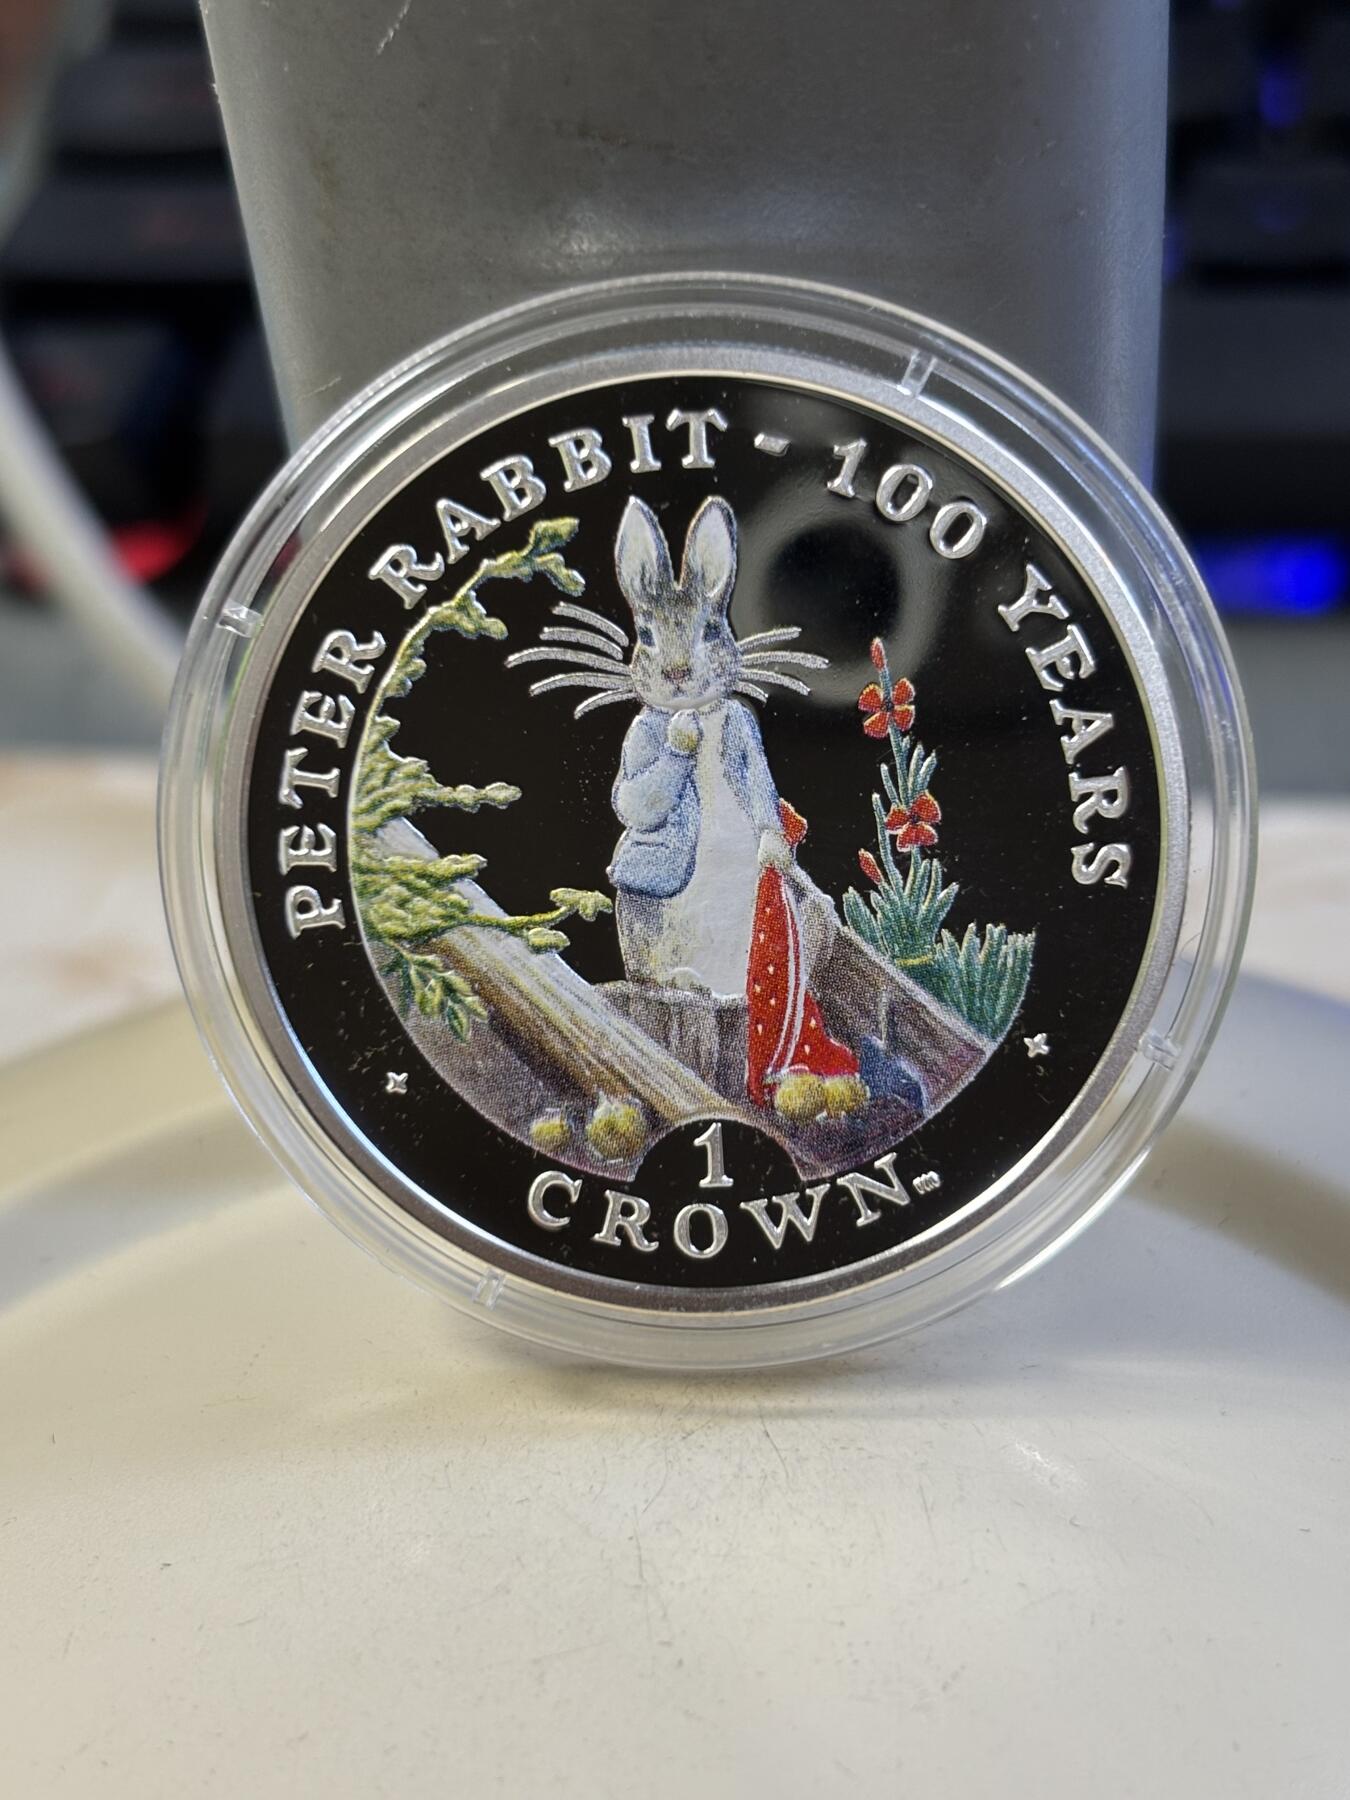 PETER RABBIT - 100 YEARS
1
CROWN